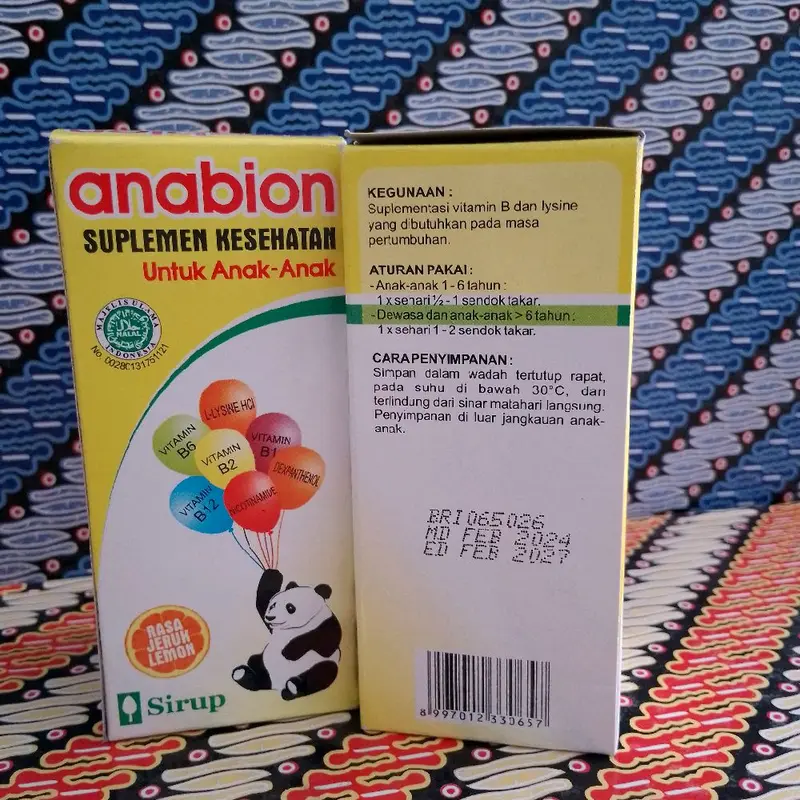 anabion
SUPLEMEN KESEHATAN
Untuk Anak-Anak
MAJELIS ULAMA
HALAL
INDONESIA
No. 00280131751121
L-LYSINE HCl
VITAMIN
B6
VITAMIN
B1
VITAMIN
B2
DEXPANTHENOL
VITAMIN
B12
NICOTINAMIDE
RASA
JERUK
LEMON
Sirup
KEGUNAAN :
Suplementasi vitamin B dan lysine
yang dibutuhkan pada masa
pertumbuhan.
ATURAN PAKAI :
-Anak-anak 1 - 6 tahun :
1 x sehari ½ - 1 sendok takar.
-Dewasa dan anak-anak > 6 tahun :
1 x sehari 1 - 2 sendok takar.
CARA PENYIMPANAN :
Simpan dalam wadah tertutup rapat,
pada suhu di bawah 30°C, dan
terlindung dari sinar matahari langsung.
Penyimpanan di luar jangkauan anak-
anak.
BRI065026
MD FEB 2024
ED FEB 2027
8 997012 330657